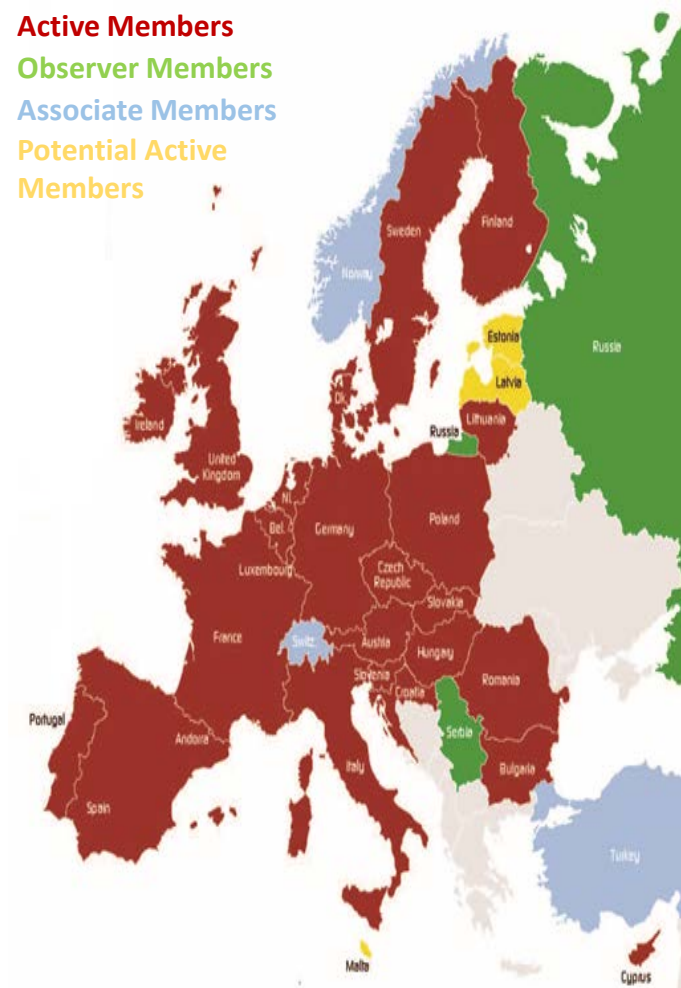 Active Members
Observer Members
Associate Members
Potential Active
Members
Finland
Sweden
Norway
Estonia
Russia
Latvia
Dk.
Lithuania
Ireland
Russia
United
Kingdom
Nl.
Bel.
Germany
Poland
Luxembourg
Czech
Republic
Slovakia
France
Switz.
Austria
Hungary
Slovenia
Romania
Croatia
Portugal
Andorra
Serbia
Italy
Bulgaria
Spain
Turkey
Malta
Cyprus